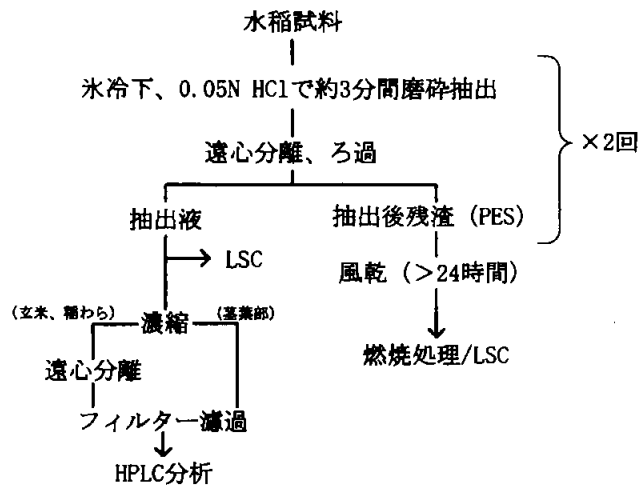 水稲試料
氷冷下、0.05N HClで約3分間磨砕抽出
×2回
遠心分離、ろ過
抽出液
抽出後残渣 (PES)
LSC
風乾 (＞24時間)
(玄米、稲わら)
濃縮
(茎葉部)
遠心分離
燃焼処理/LSC
フィルター濾過
HPLC分析